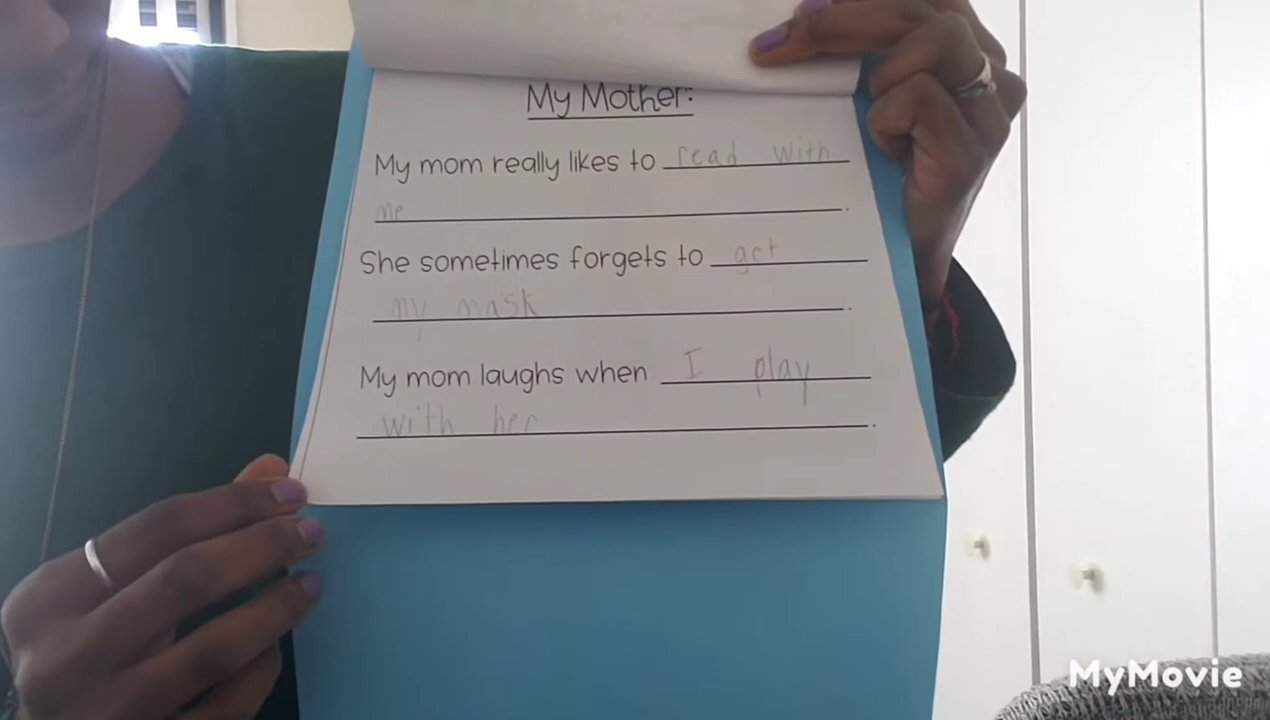 My Mother:
My mom really likes to read with
me.
She sometimes forgets to get
my mask.
My mom laughs when I play
with her.
MyMovie